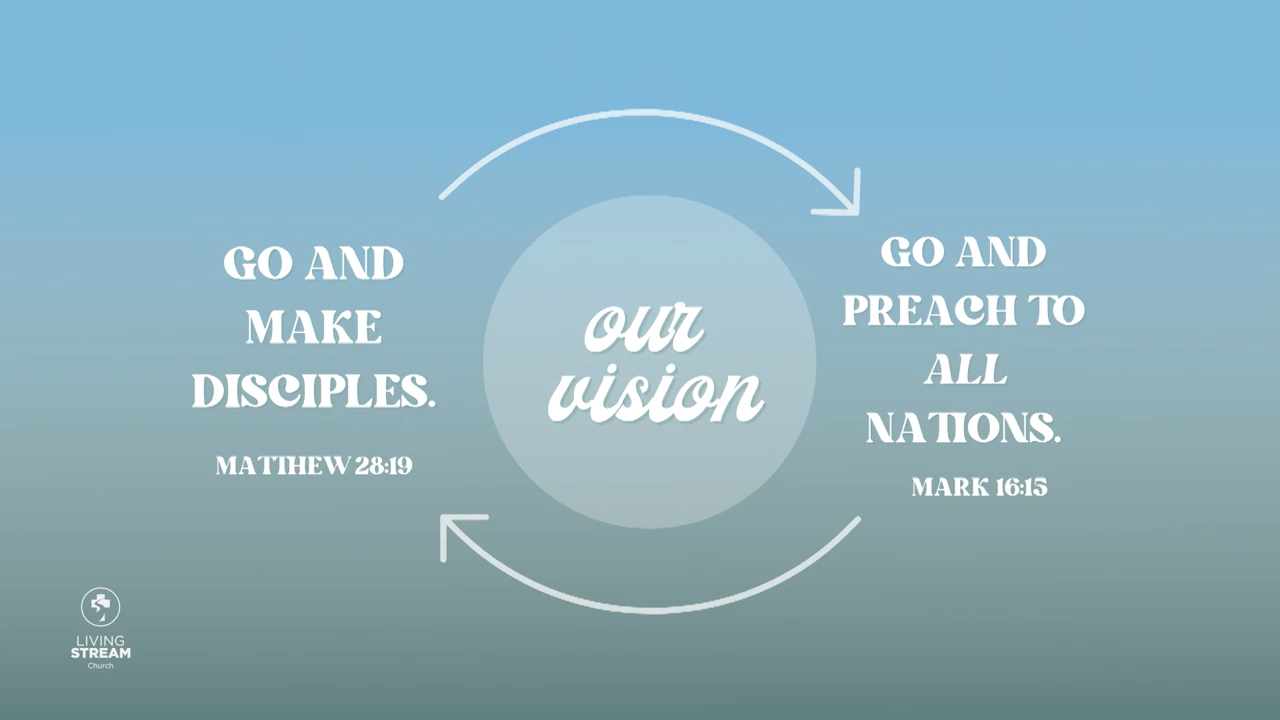 GO AND
MAKE
DISCIPLES.
MATTHEW 28:19
our
vision
GO AND
PREACH TO
ALL
NATIONS.
MARK 16:15
LIVING
STREAM
Church